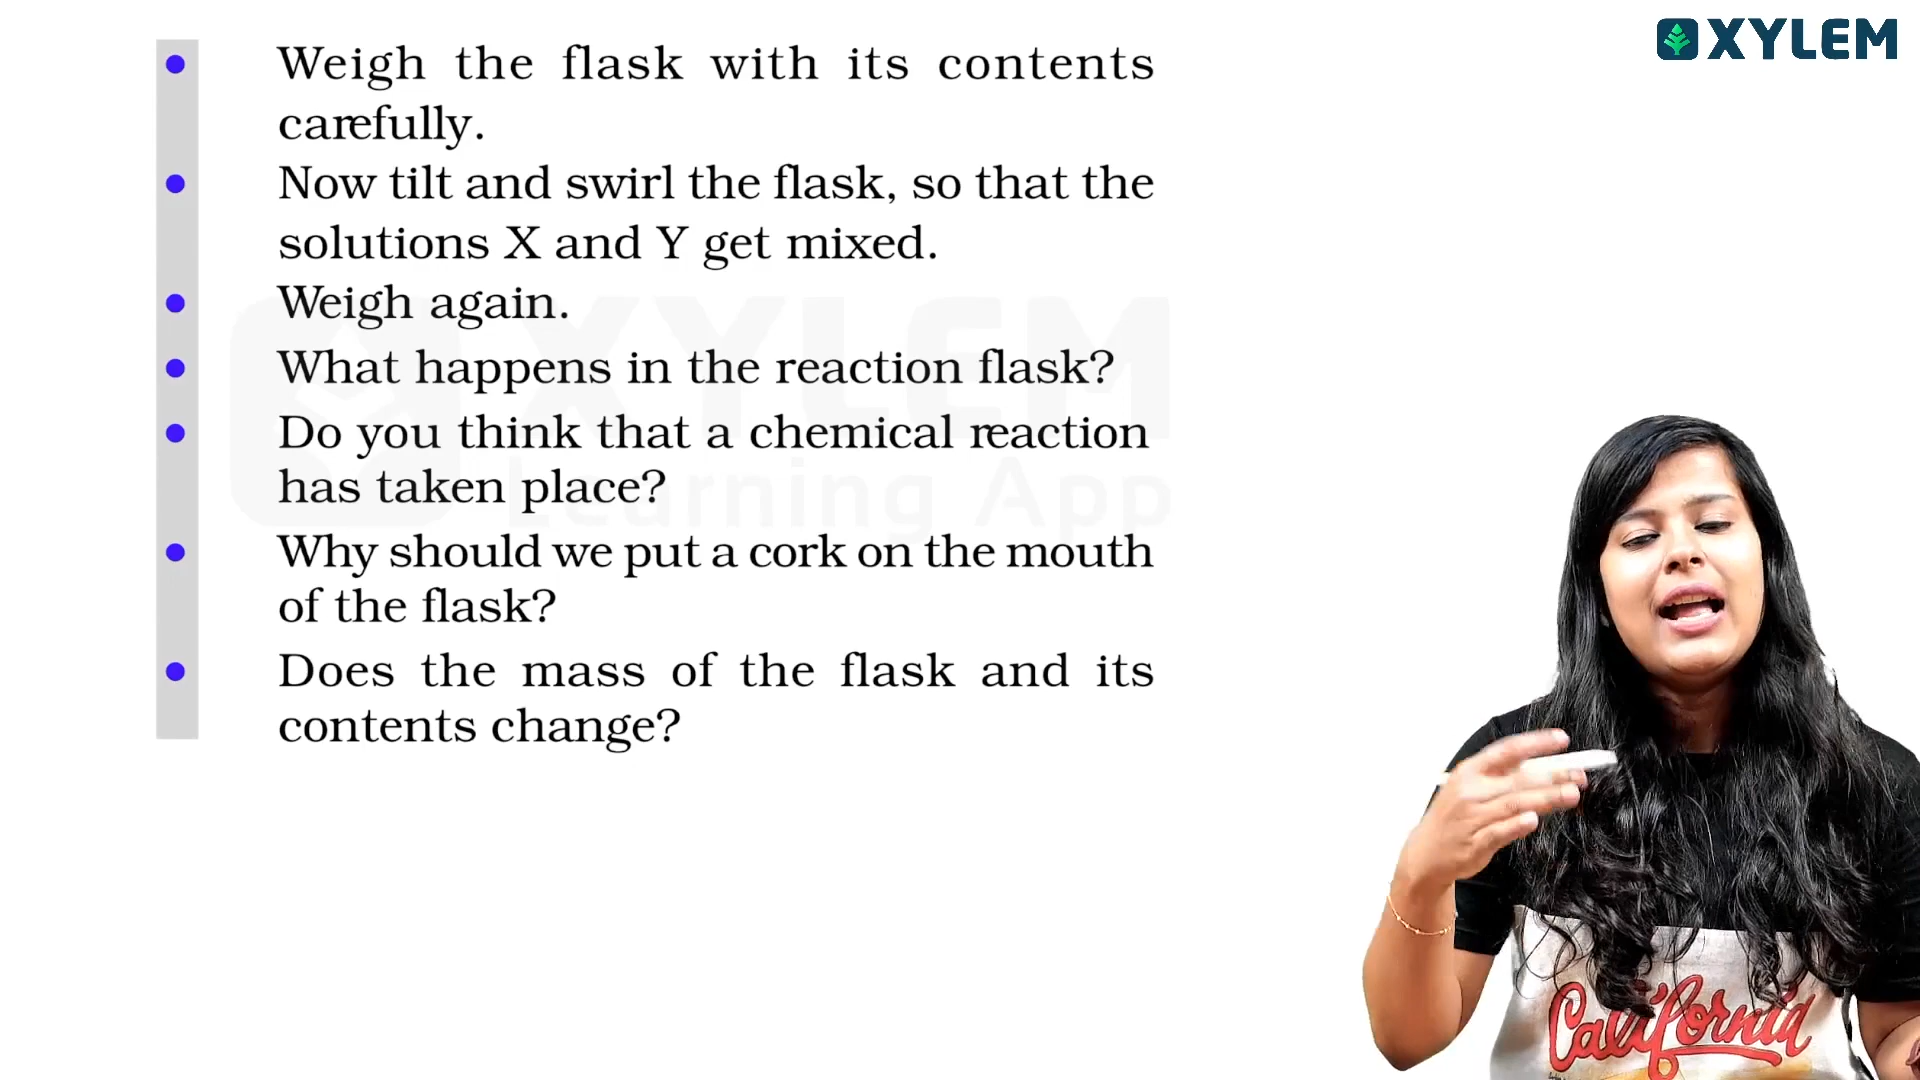 XYLEM
Weigh the flask with its contents
carefully.
Now tilt and swirl the flask, so that the
solutions X and Y get mixed.
Weigh again.
What happens in the reaction flask?
Do you think that a chemical reaction
has taken place?
Why should we put a cork on the mouth
of the flask?
Does the mass of the flask and its
contents change?
XYLEM
Learning App
California